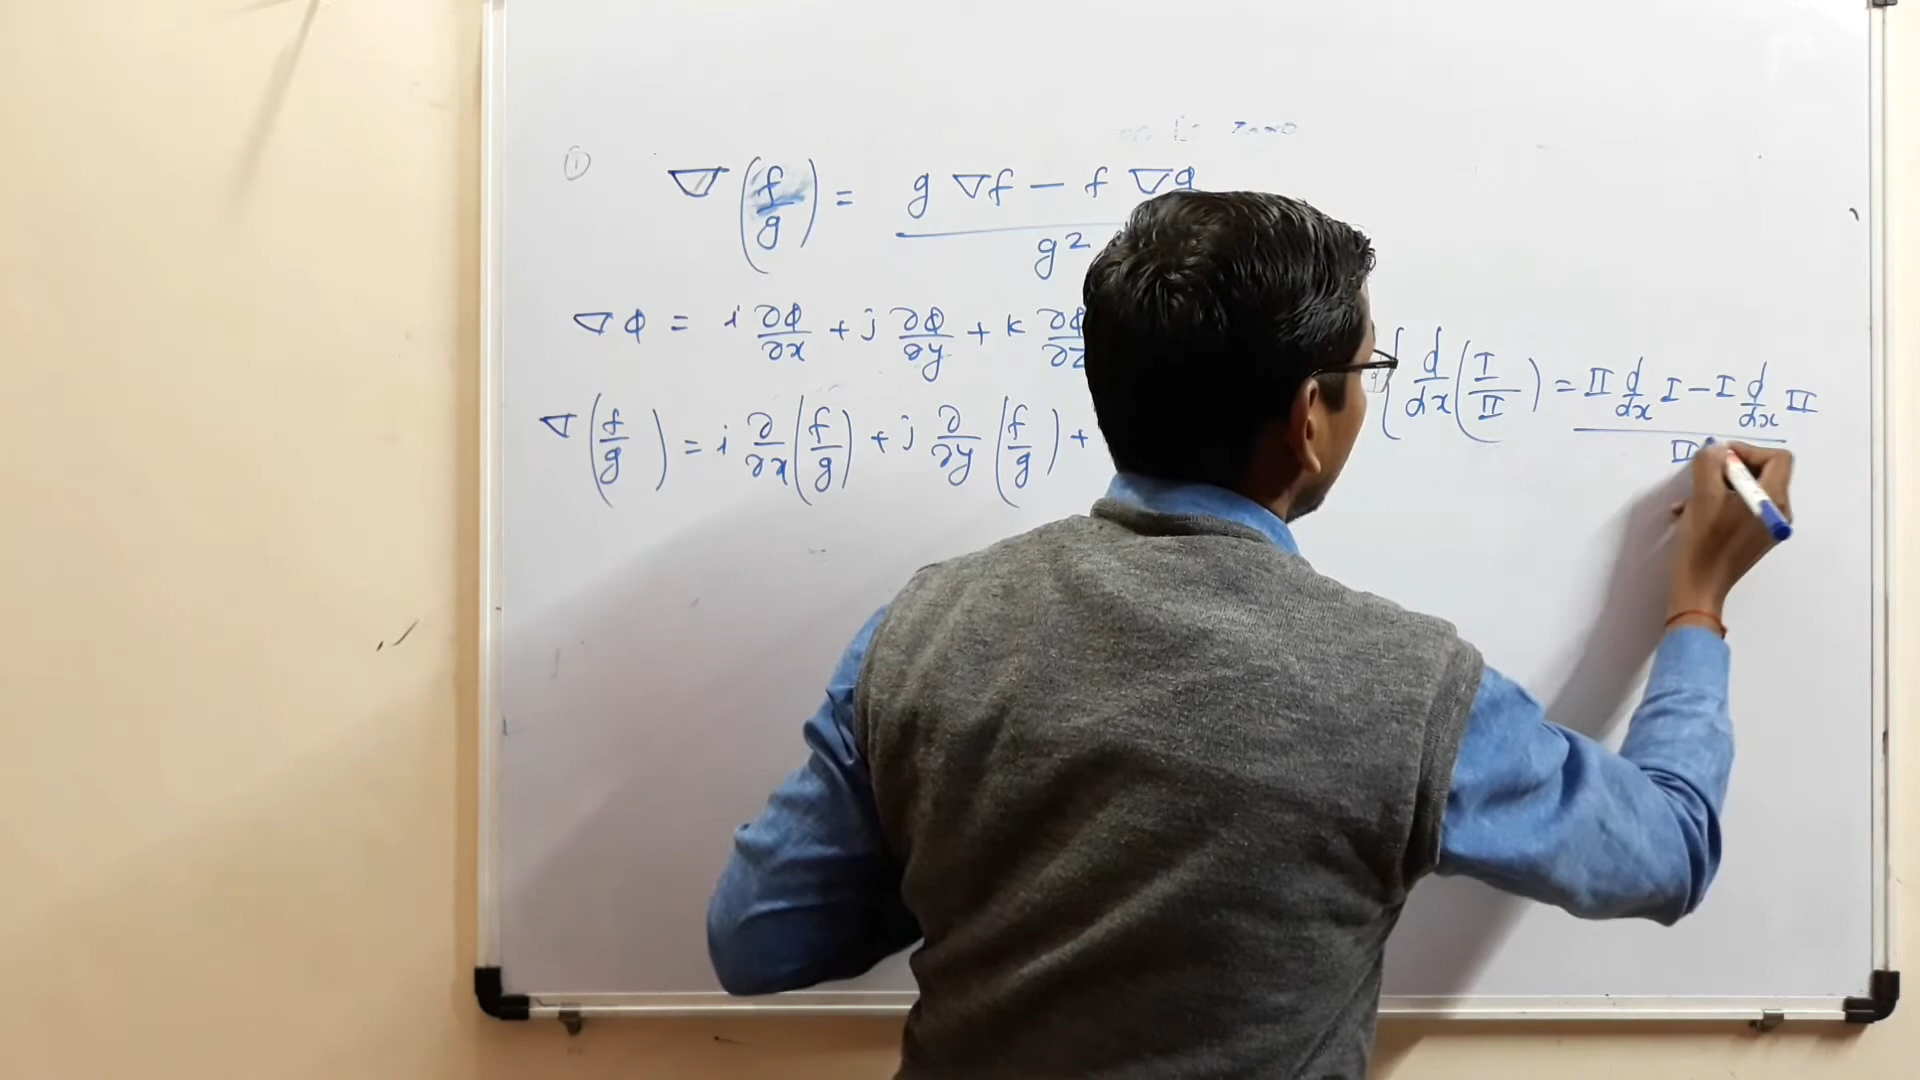 ①
∇(f/g) = g ∇f − f ∇g / g²
∇φ = i ∂φ/∂x + j ∂φ/∂y + k ∂φ/∂z
{ d/dx (I/II) = II d/dx I − I d/dx II / II
∇(f/g) = i ∂/∂x (f/g) + j ∂/∂y (f/g) +